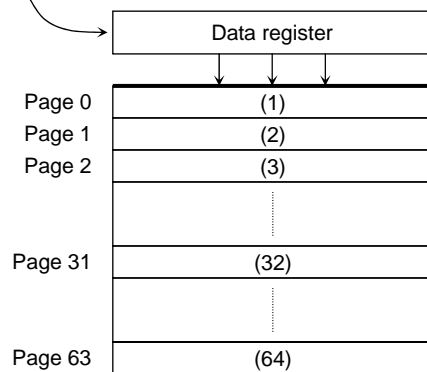 Data register
Page 0 (1)
Page 1 (2)
Page 2 (3)
Page 31 (32)
Page 63 (64)